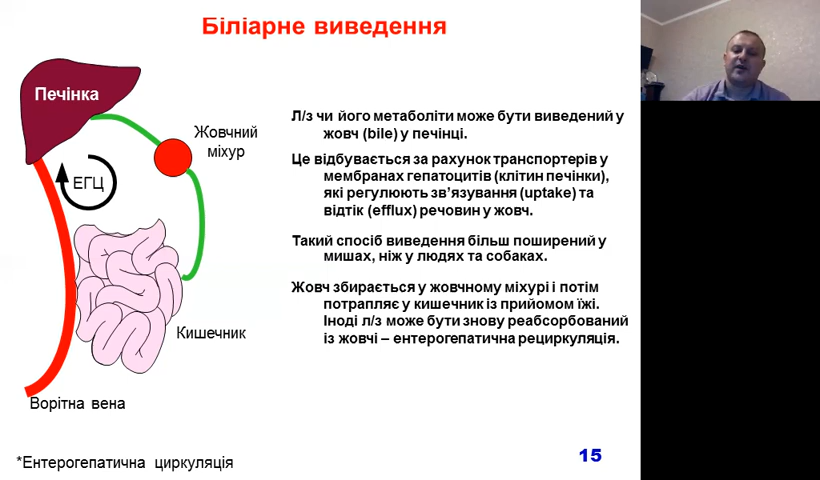 Біліарне виведення
Печінка
Жовчний
міхур
ЕГЦ
Кишечник
Ворітна вена
*Ентерогепатична циркуляція
Л/з чи його метаболіти може бути виведений у
жовч (bile) у печінці.
Це відбувається за рахунок транспортерів у
мембранах гепатоцитів (клітин печінки),
які регулюють зв’язування (uptake) та
відтік (efflux) речовин у жовч.
Такий спосіб виведення більш поширений у
мишах, ніж у людях та собаках.
Жовч збирається у жовчному міхурі і потім
потрапляє у кишечник із прийомом їжі.
Іноді л/з може бути знову реабсорбований
із жовчі – ентерогепатична рециркуляція.
15